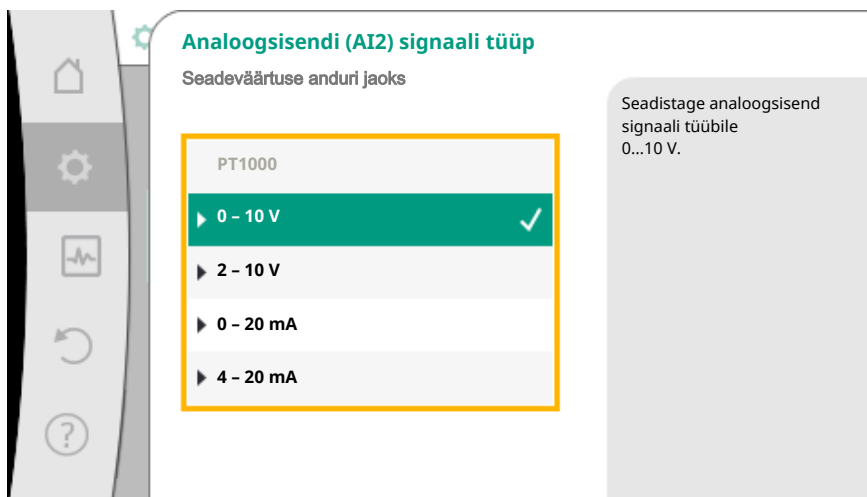 Analoogsisendi (AI2) signaali tüüp
Seadeväärtuse anduri jaoks
PT1000
0 – 10 V
2 – 10 V
0 – 20 mA
4 – 20 mA
Seadistage analoogsisend
signaali tüübile
0...10 V.
?